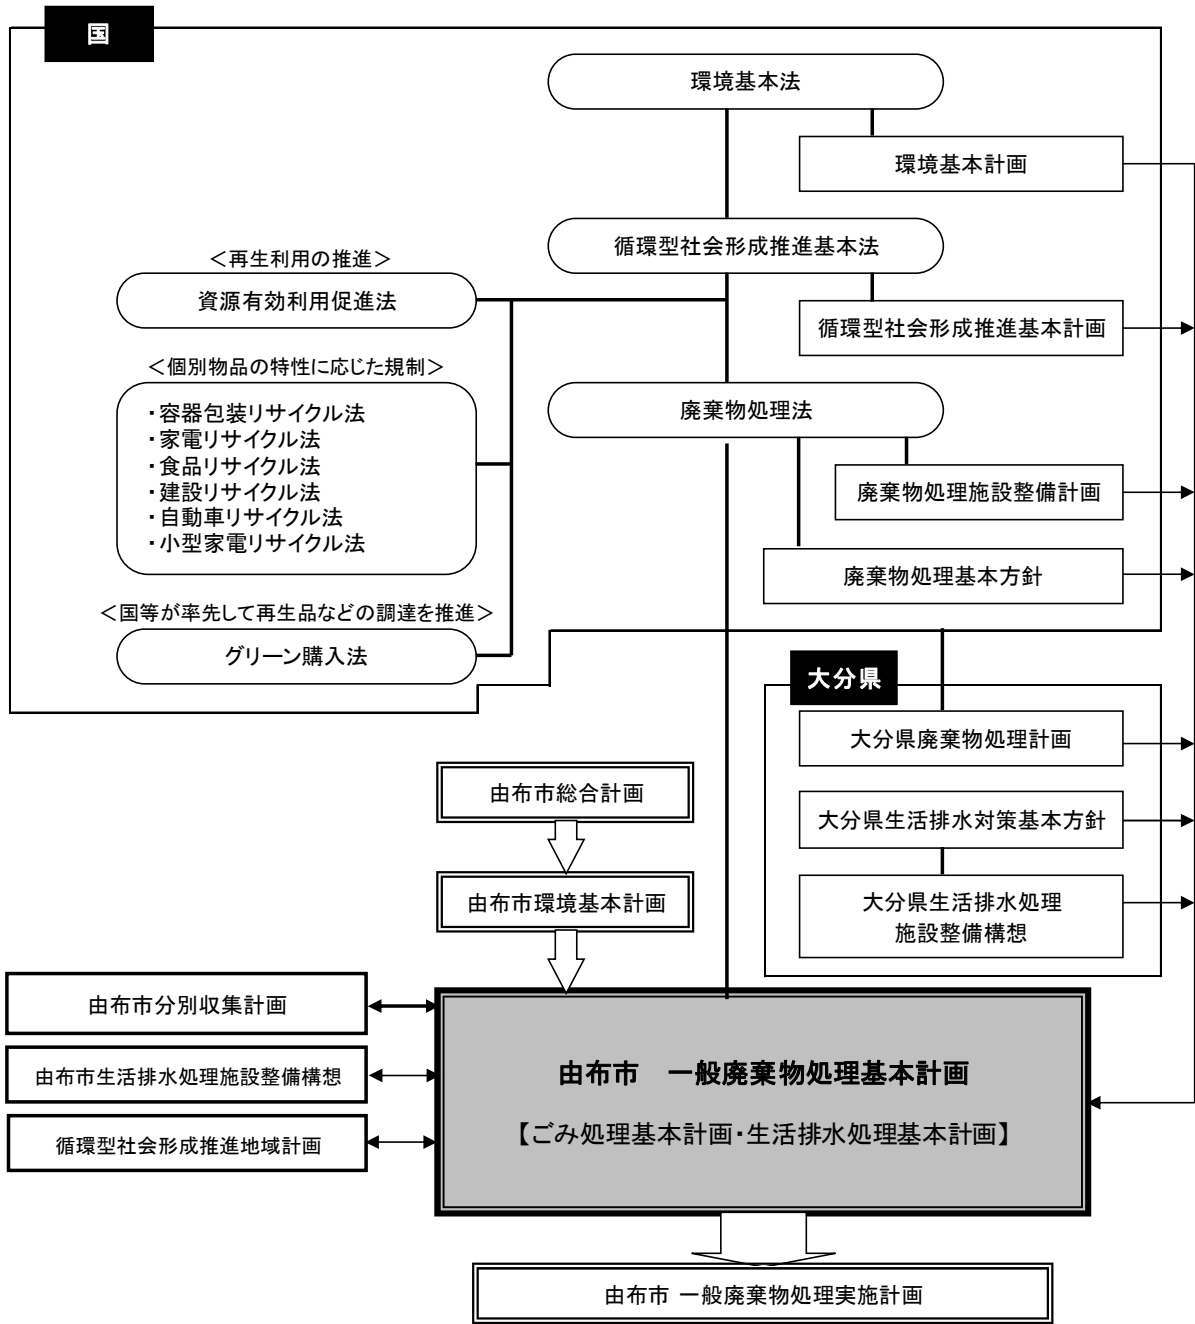 国
環境基本法
環境基本計画
循環型社会形成推進基本法
＜再生利用の推進＞
資源有効利用促進法
循環型社会形成推進基本計画
＜個別物品の特性に応じた規制＞
・容器包装リサイクル法
・家電リサイクル法
・食品リサイクル法
・建設リサイクル法
・自動車リサイクル法
・小型家電リサイクル法
廃棄物処理法
廃棄物処理施設整備計画
廃棄物処理基本方針
＜国等が率先して再生品などの調達を推進＞
グリーン購入法
大分県
大分県廃棄物処理計画
大分県生活排水対策基本方針
大分県生活排水処理
施設整備構想
由布市総合計画
由布市環境基本計画
由布市分別収集計画
由布市生活排水処理施設整備構想
循環型社会形成推進地域計画
由布市　一般廃棄物処理基本計画
【ごみ処理基本計画・生活排水処理基本計画】
由布市 一般廃棄物処理実施計画